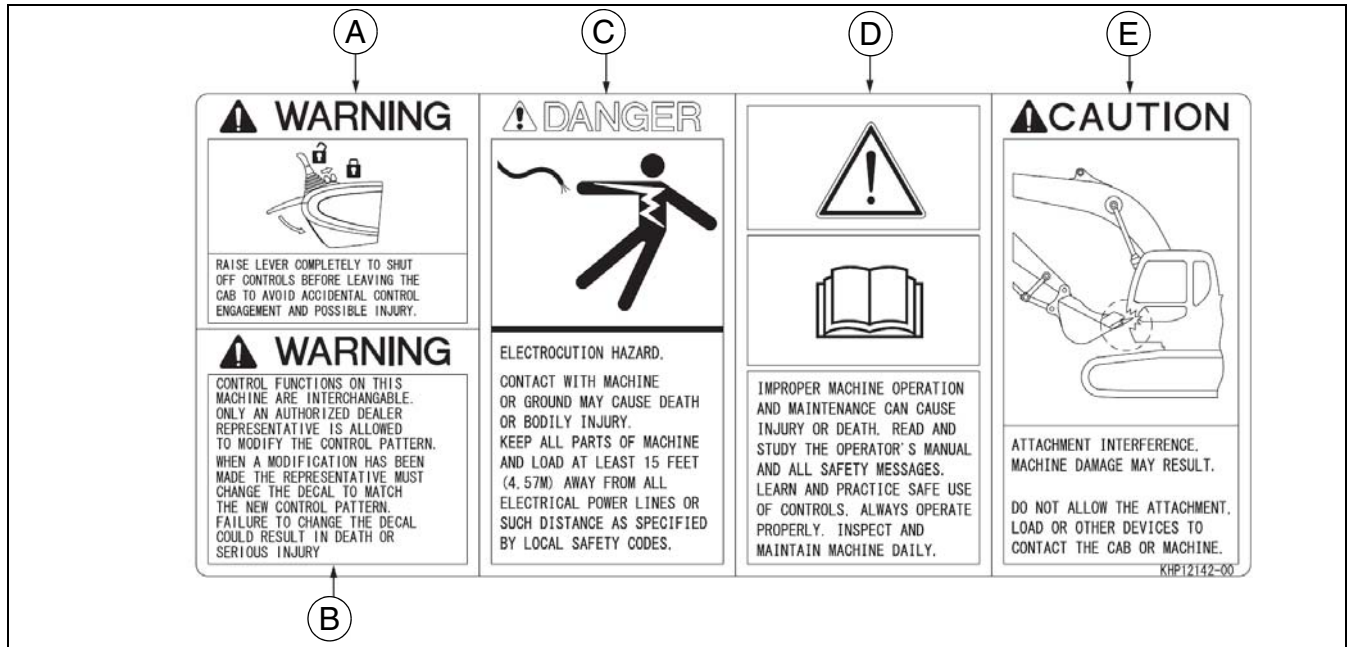 A
C
D
E
WARNING
RAISE LEVER COMPLETELY TO SHUT
OFF CONTROLS BEFORE LEAVING THE
CAB TO AVOID ACCIDENTAL CONTROL
ENGAGEMENT AND POSSIBLE INJURY.
WARNING
CONTROL FUNCTIONS ON THIS
MACHINE ARE INTERCHANGABLE.
ONLY AN AUTHORIZED DEALER
REPRESENTATIVE IS ALLOWED
TO MODIFY THE CONTROL PATTERN.
WHEN A MODIFICATION HAS BEEN
MADE THE REPRESENTATIVE MUST
CHANGE THE DECAL TO MATCH
THE NEW CONTROL PATTERN.
FAILURE TO CHANGE THE DECAL
COULD RESULT IN DEATH OR
SERIOUS INJURY
B
DANGER
ELECTROCUTION HAZARD.
CONTACT WITH MACHINE
OR GROUND MAY CAUSE DEATH
OR BODILY INJURY.
KEEP ALL PARTS OF MACHINE
AND LOAD AT LEAST 15 FEET
(4.57M) AWAY FROM ALL
ELECTRICAL POWER LINES OR
SUCH DISTANCE AS SPECIFIED
BY LOCAL SAFETY CODES.
IMPROPER MACHINE OPERATION
AND MAINTENANCE CAN CAUSE
INJURY OR DEATH. READ AND
STUDY THE OPERATOR'S MANUAL
AND ALL SAFETY MESSAGES.
LEARN AND PRACTICE SAFE USE
OF CONTROLS. ALWAYS OPERATE
PROPERLY. INSPECT AND
MAINTAIN MACHINE DAILY.
CAUTION
ATTACHMENT INTERFERENCE.
MACHINE DAMAGE MAY RESULT.
DO NOT ALLOW THE ATTACHMENT.
LOAD OR OTHER DEVICES TO
CONTACT THE CAB OR MACHINE.
KHP12142-00